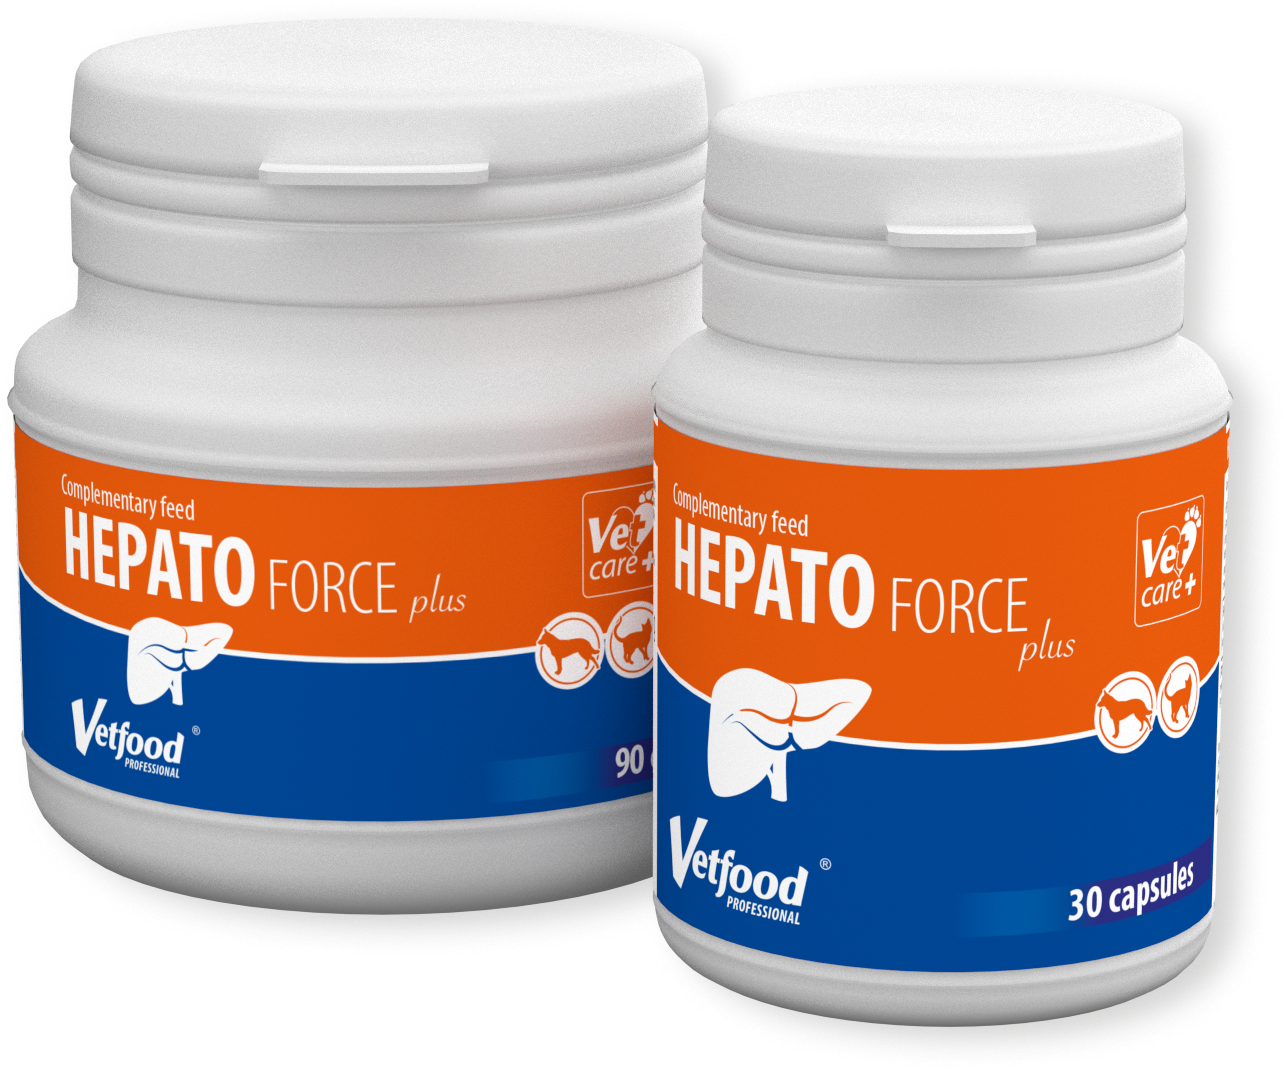 Complementary feed
HEPATO FORCE plus
Vet
care+
Vetfood®
PROFESSIONAL
90
Complementary feed
HEPATO FORCE
plus
Vet
care+
Vetfood®
PROFESSIONAL
30 capsules